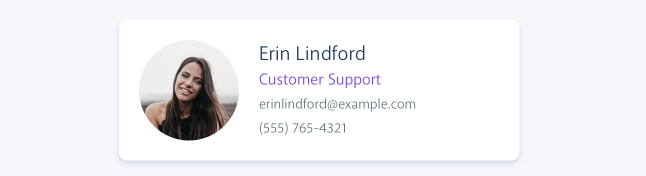 Erin Lindford
Customer Support
erinlindford@example.com
(555) 765-4321